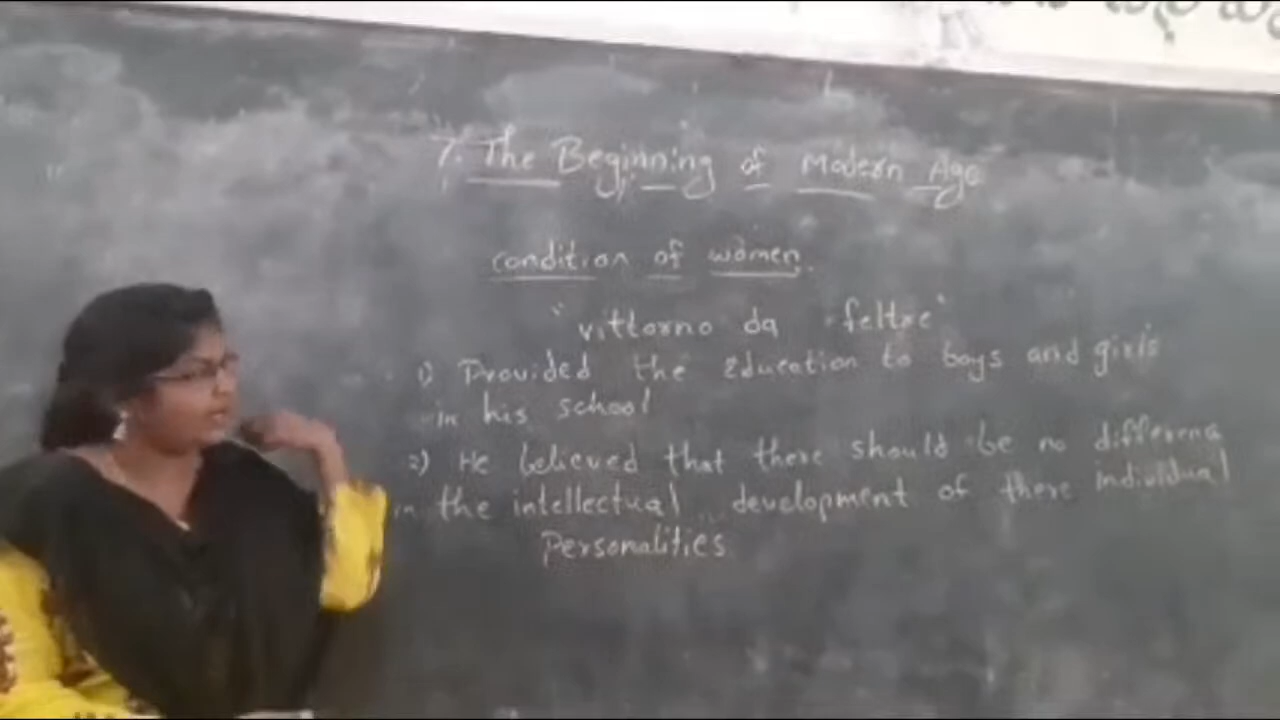 7. The Beginning of Modern Age
condition of women.
"vittorno da feltre"
1) Provided the Education to boys and girls
in his school
2) He believed that there should be no difference
in the intellectual development of there individual
Personalities